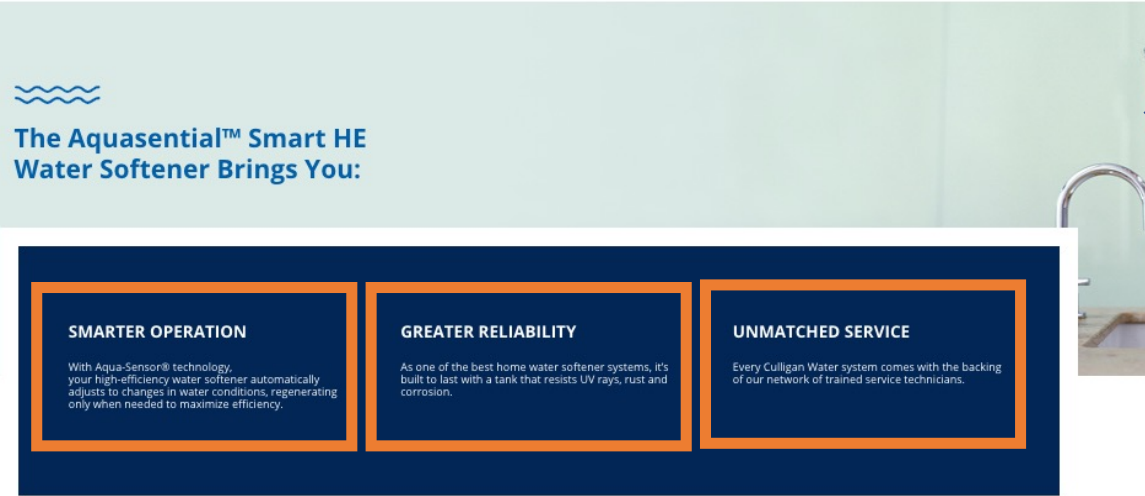 The Aquasential™ Smart HE
Water Softener Brings You:
SMARTER OPERATION
With Aqua-Sensor® technology,
your high-efficiency water softener automatically
adjusts to changes in water conditions, regenerating
only when needed to maximize efficiency.
GREATER RELIABILITY
As one of the best home water softener systems, it's
built to last with a tank that resists UV rays, rust and
corrosion.
UNMATCHED SERVICE
Every Culligan Water system comes with the backing
of our network of trained service technicians.